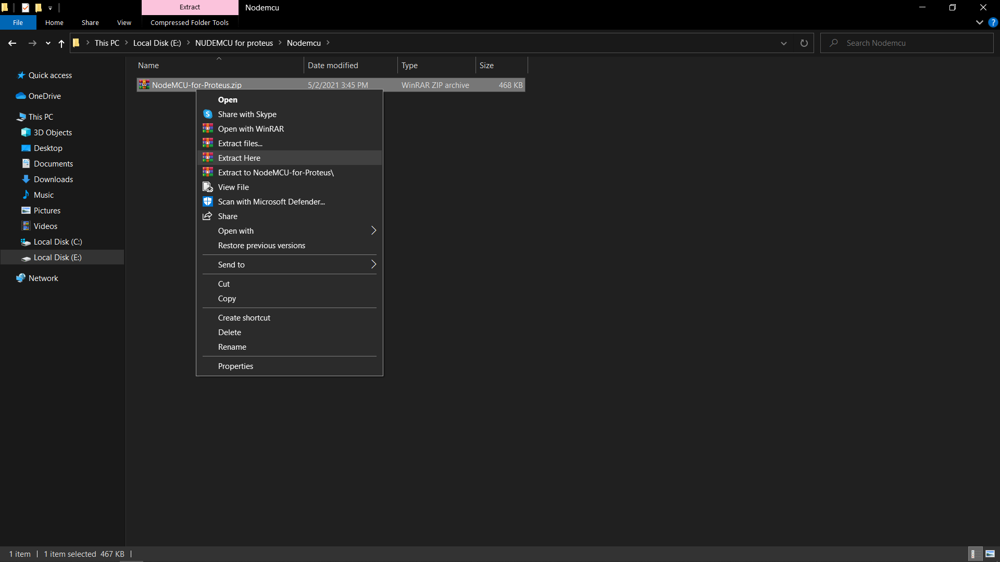 Extract
Nodemcu
File
Home
Share
View
Compressed Folder Tools
?
This PC
Local Disk (E:)
NUDEMCU for proteus
Nodemcu
Search Nodemcu
Name
Date modified
Type
Size
NodeMCU-for-Proteus.zip
5/2/2021 3:45 PM
WinRAR ZIP archive
468 KB
Quick access
OneDrive
This PC
3D Objects
Desktop
Documents
Downloads
Music
Pictures
Videos
Local Disk (C:)
Local Disk (E:)
Network
Open
S
Share with Skype
Open with WinRAR
Extract files...
Extract Here
Extract to NodeMCU-for-Proteus\
View File
Scan with Microsoft Defender...
Share
Open with
Restore previous versions
Send to
Cut
Copy
Create shortcut
Delete
Rename
Properties
1 item
1 item selected 467 KB